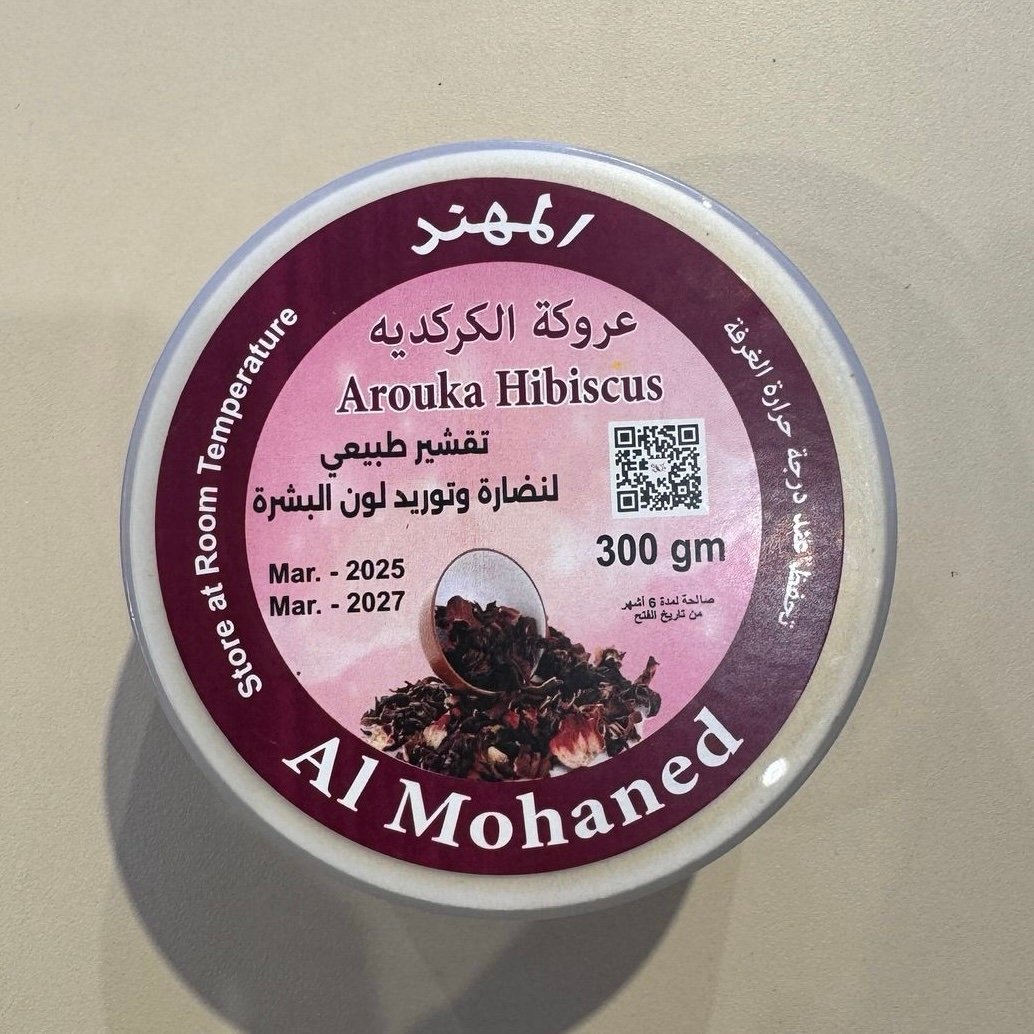 المهند
عروكة الكركديه
Arouka Hibiscus
تقشير طبيعي
لنضارة وتوريد لون البشرة
300 gm
Mar. - 2025
Mar. - 2027
صالحة لمدة 6 أشهر
من تاريخ الفتح
Store at Room Temperature
تحفظ عند درجة حرارة الغرفة
Al Mohaned